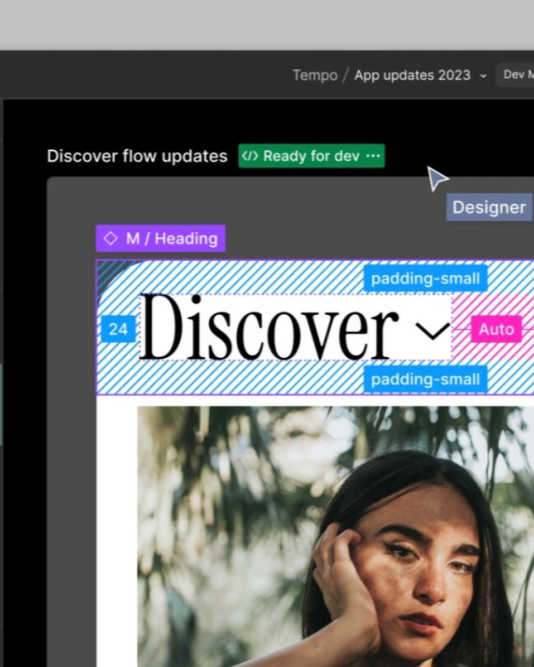 Tempo / App updates 2023
Discover flow updates
</> Ready for dev ...
Designer
M / Heading
padding-small
24
Discover
Auto
padding-small